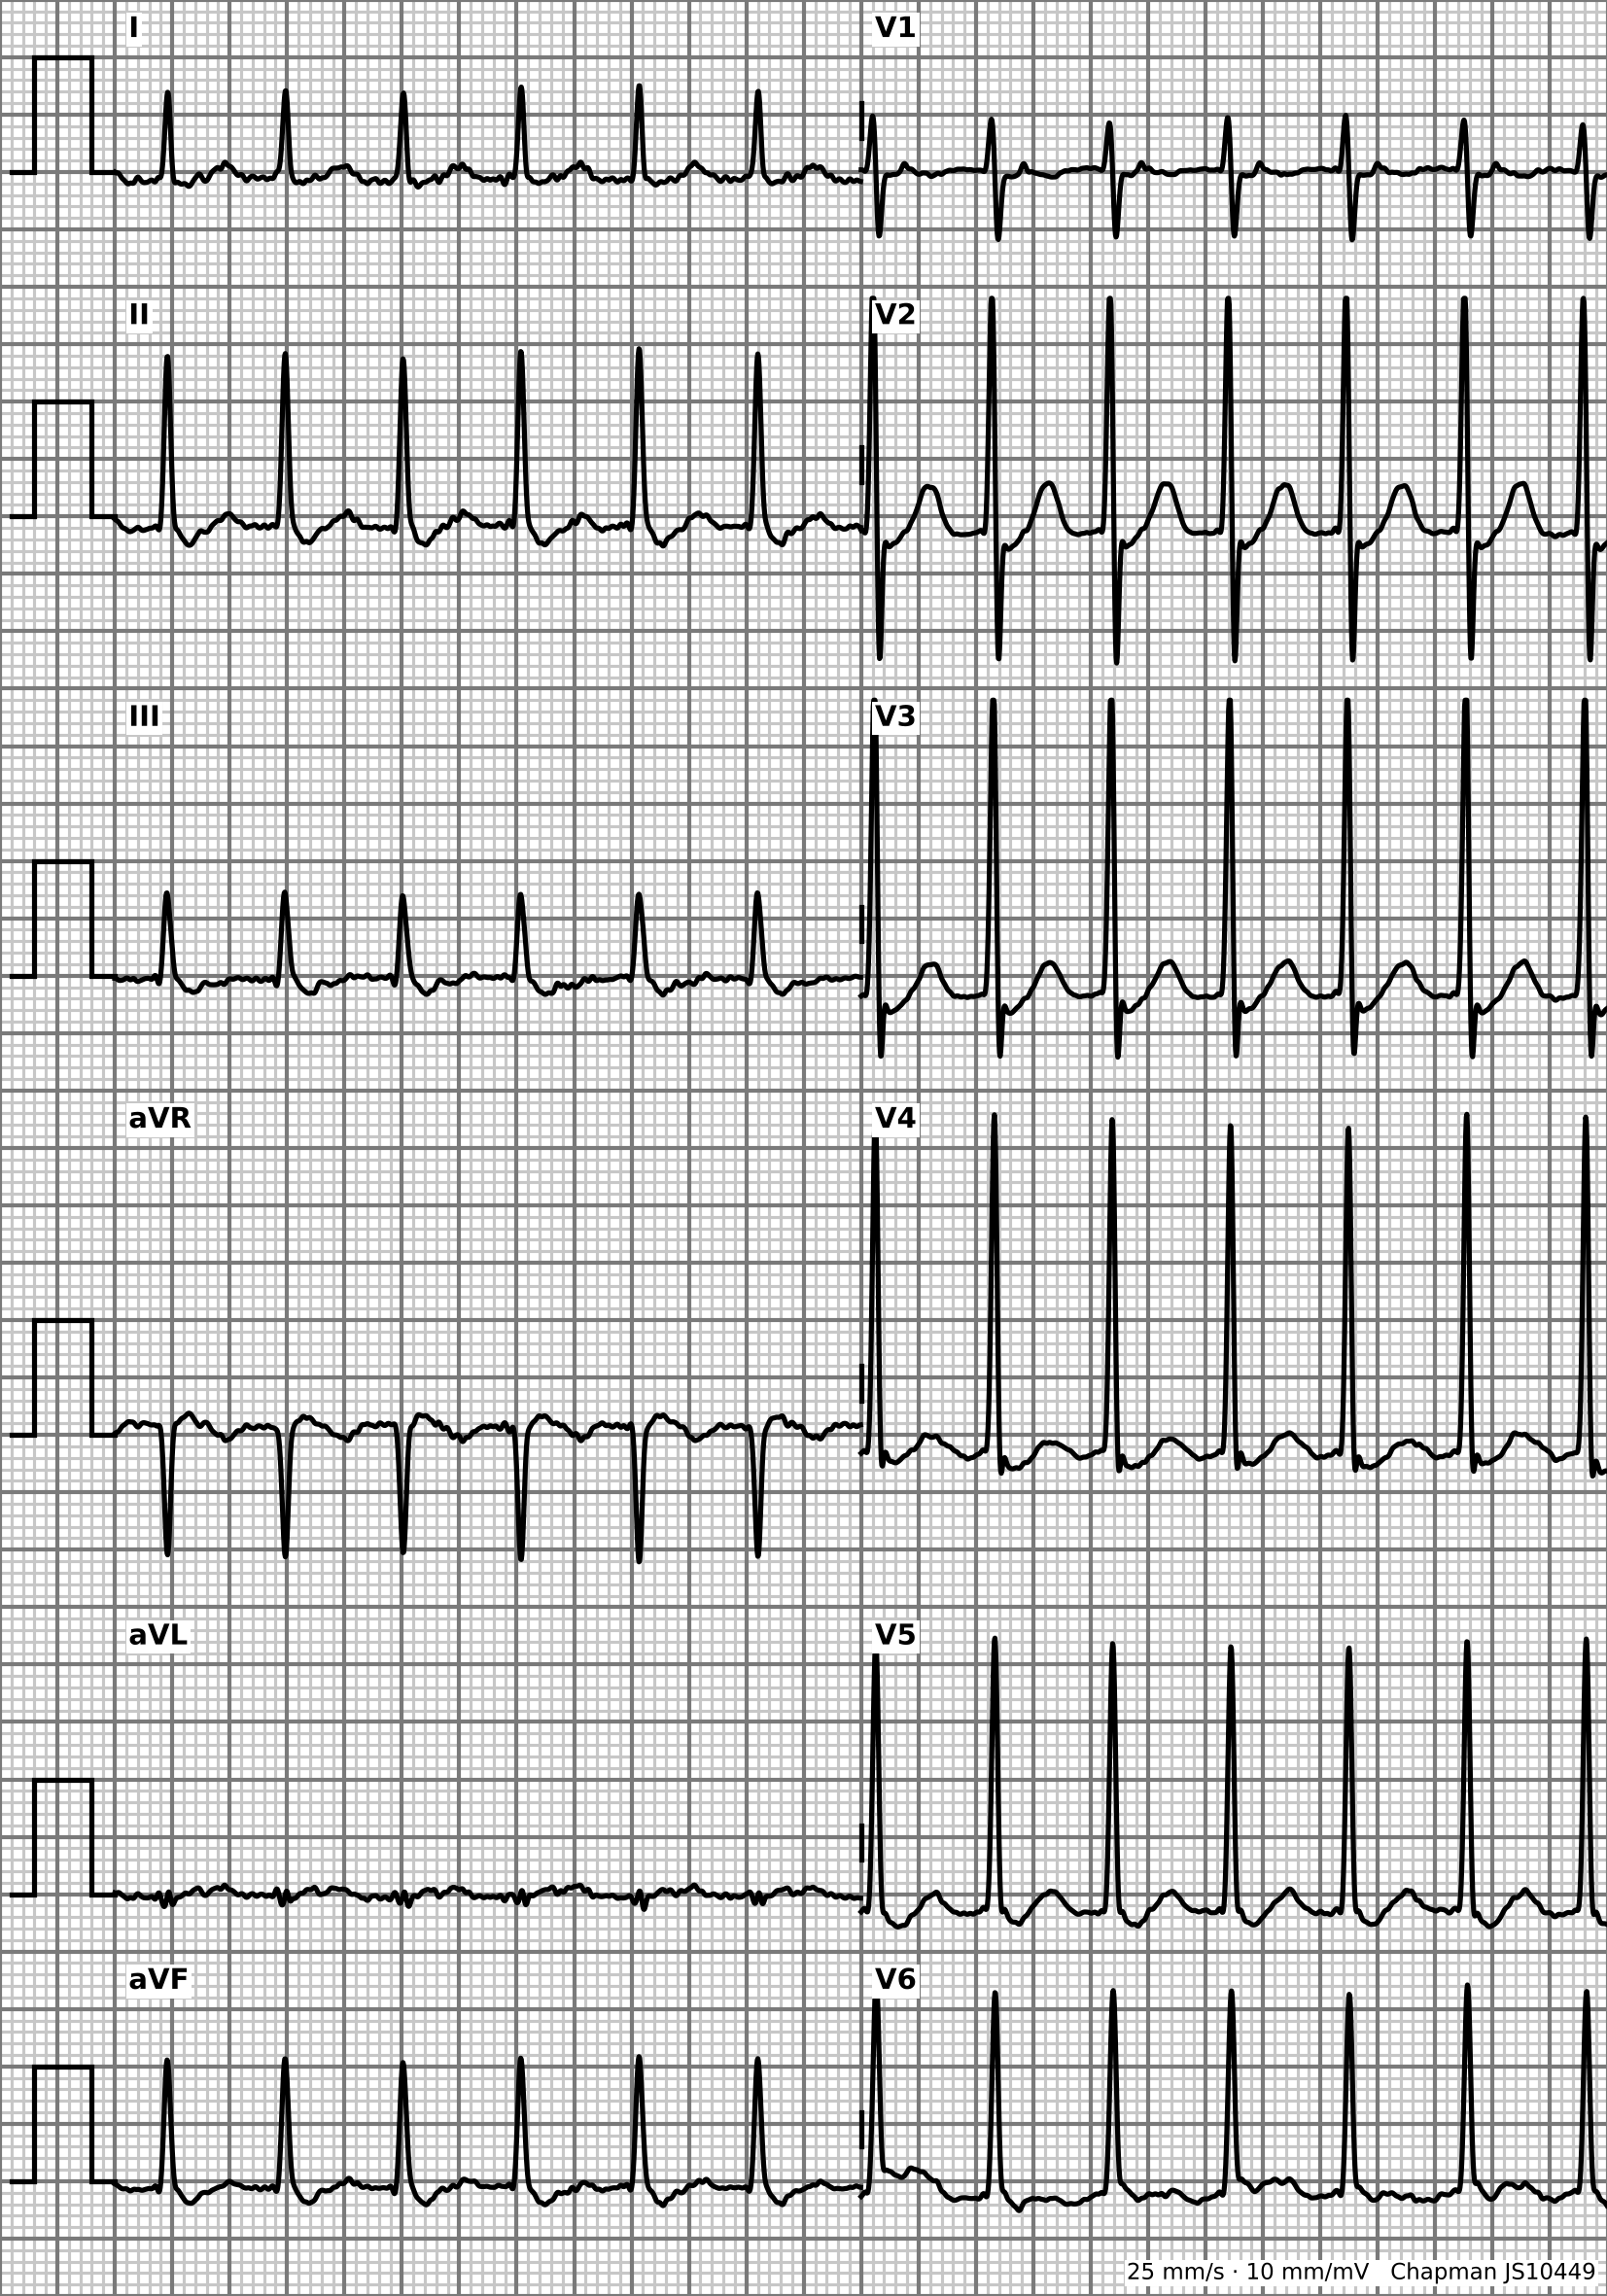 I
V1
II
V2
III
V3
aVR
V4
aVL
V5
aVF
V6
25 mm/s · 10 mm/mV Chapman JS10449